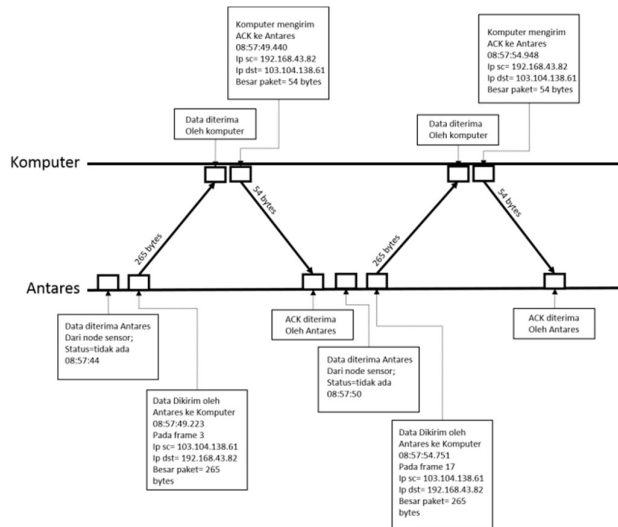 Komputer mengirim
ACK ke Antares
08:57:49.440
Ip sc= 192.168.43.82
Ip dst= 103.104.138.61
Besar paket= 54 bytes
Komputer mengirim
ACK ke Antares
08:57:54.948
Ip sc= 192.168.43.82
Ip dst= 103.104.138.61
Besar paket= 54 bytes
Data diterima
Oleh komputer
Data diterima
Oleh komputer
Komputer
265 bytes
54 bytes
265 bytes
54 bytes
Antares
Data diterima Antares
Dari node sensor;
Status=tidak ada
08:57:44
ACK diterima
Oleh Antares
Data diterima Antares
Dari node sensor;
Status=tidak ada
08:57:50
ACK diterima
Oleh Antares
Data Dikirim oleh
Antares ke Komputer
08:57:49.223
Pada frame 3
Ip sc= 103.104.138.61
Ip dst= 192.168.43.82
Besar paket= 265
bytes
Data Dikirim oleh
Antares ke Komputer
08:57:54.751
Pada frame 17
Ip sc= 103.104.138.61
Ip dst= 192.168.43.82
Besar paket= 265
bytes